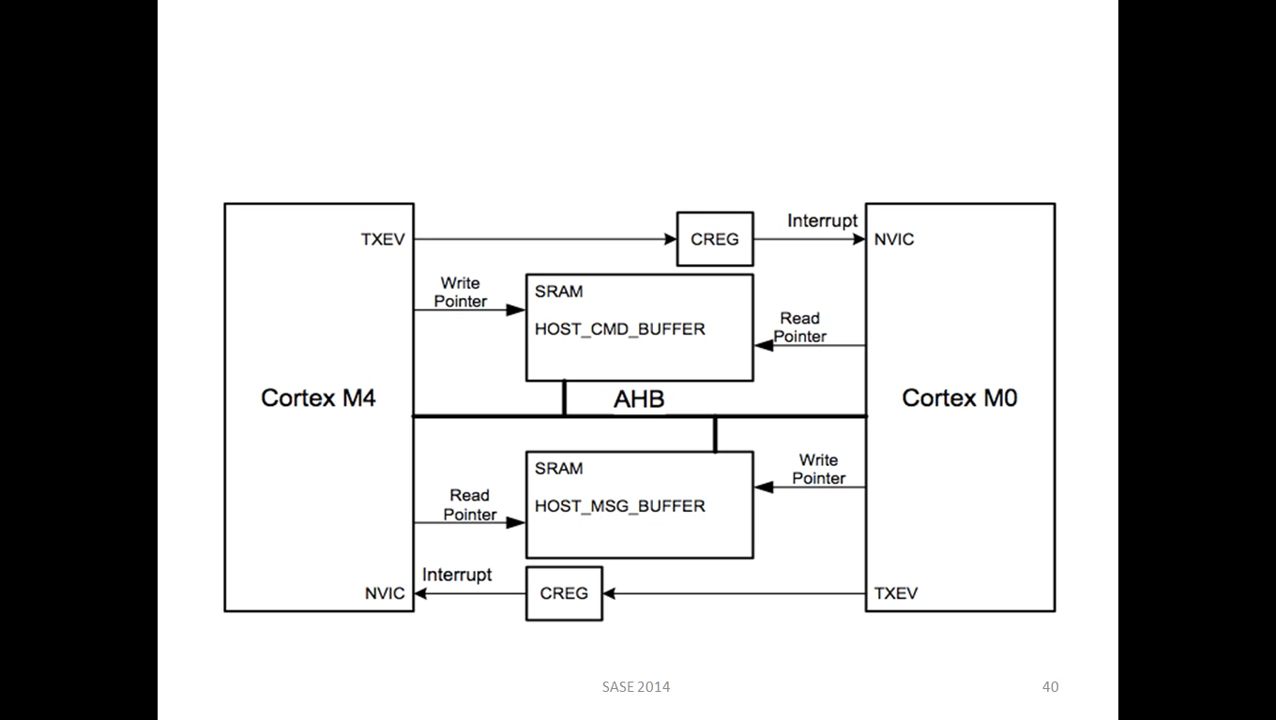 TXEV
CREG
Interrupt
NVIC
Write
Pointer
SRAM
HOST_CMD_BUFFER
Read
Pointer
Cortex M4
AHB
Cortex M0
SRAM
HOST_MSG_BUFFER
Write
Pointer
Read
Pointer
NVIC
Interrupt
CREG
TXEV
SASE 2014
40